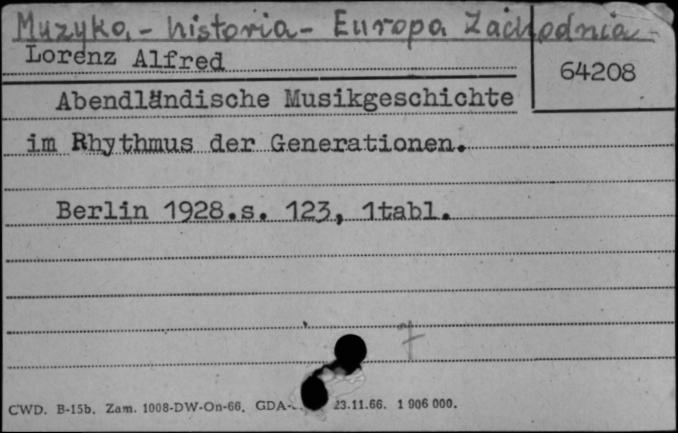 Muzyka - historia - Europa Zachodnia
Lorenz Alfred
64208
Abendländische Musikgeschichte
im Rhythmus der Generationen.
Berlin 1928.s. 123, 1tabl.
CWD. B-15b. Zam. 1008-DW-On-66. GDA- 23.11.66. 1 906 000.